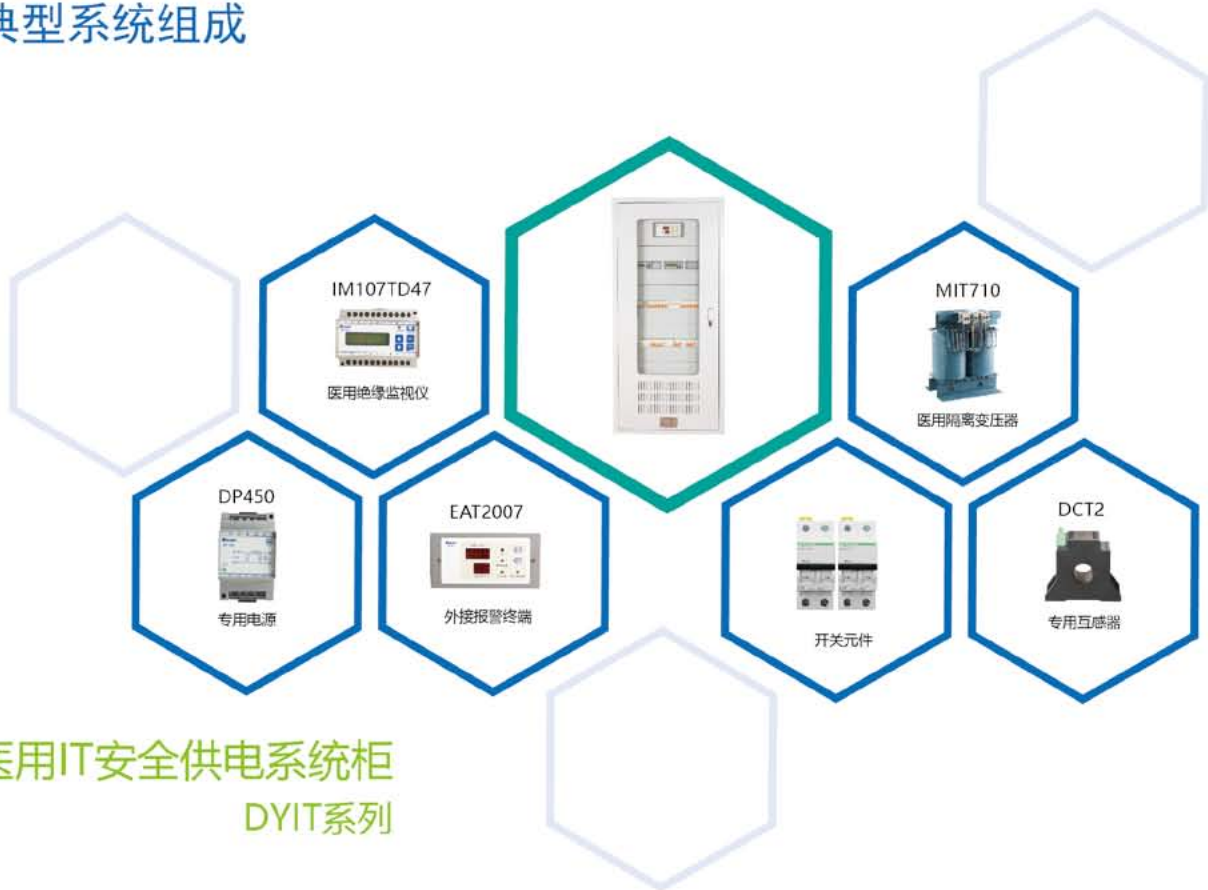 典型系统组成
IM107TD47
医用绝缘监视仪
MIT710
医用隔离变压器
DP450
专用电源
EAT2007
外接报警终端
开关元件
DCT2
专用互感器
医用IT安全供电系统柜
DYIT系列